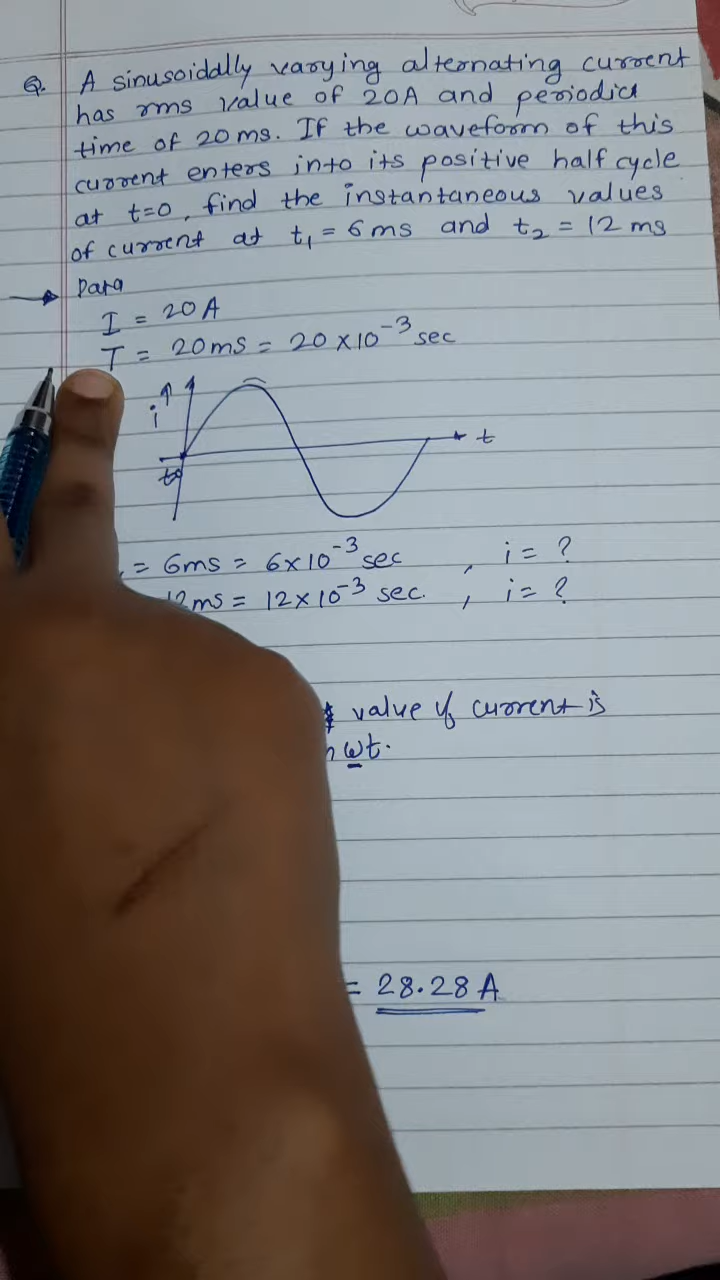 Q. A sinusoidally varying alternating current
has rms value of 20A and periodic
time of 20 ms. If the waveform of this
current enters into its positive half cycle
at t=0, find the instantaneous values
of current at t₁ = 6 ms and t₂ = 12 ms
Data
I = 20 A
T = 20 ms = 20 × 10⁻³ sec
i
t
= 6ms = 6×10⁻³ sec , i = ?
12ms = 12×10⁻³ sec. , i = ?
value of current is
ωt.
= 28.28 A